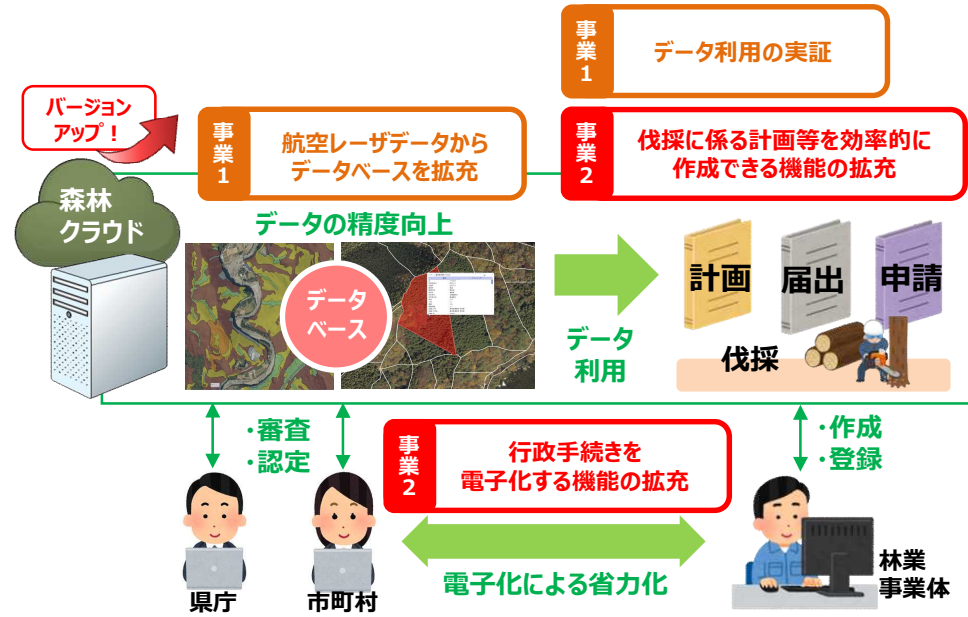 事業1
データ利用の実証
バージョン
アップ！
事業1
航空レーザデータから
データベースを拡充
事業2
伐採に係る計画等を効率的に
作成できる機能の拡充
森林
クラウド
データの精度向上
データ
ベース
データ
利用
計画
届出
申請
伐採
・審査
・認定
事業2
行政手続きを
電子化する機能の拡充
・作成
・登録
県庁
市町村
電子化による省力化
林業
事業体